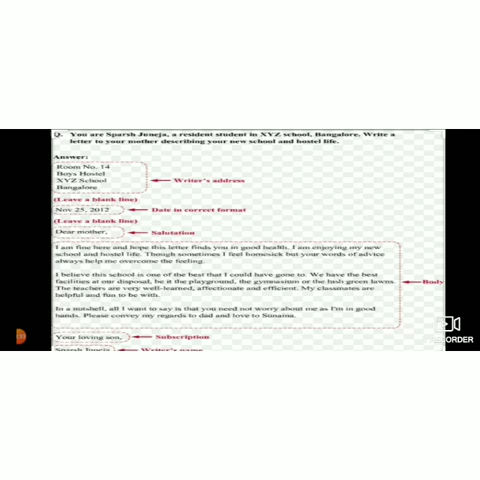 Q. You are Sparsh Juneja, a resident student in XYZ school, Bangalore. Write a
letter to your mother describing your new school and hostel life.
Answer:
Room No. 14
Boys Hostel
XYZ School
Bangalore
Writer's address
(Leave a blank line)
Nov 25, 2012
Date in correct format
(Leave a blank line)
Dear mother,
Salutation
I am fine here and hope this letter finds you in good health. I am enjoying my new
school and hostel life. Though sometimes I feel homesick but your words of advice
always help me overcome the feeling.
I believe this school is one of the best that I could have gone to. We have the best
facilities at our disposal, be it the playground, the gymnasium or the lush green lawns.
The teachers are very well-learned, affectionate and efficient. My classmates are
helpful and fun to be with.
Body
In a nutshell, all I want to say is that you need not worry about me as I'm in good
hands. Please convey my regards to dad and love to Sunaina.
Your loving son,
Subscription
Sparsh Juneja
Writer's name
ORDER